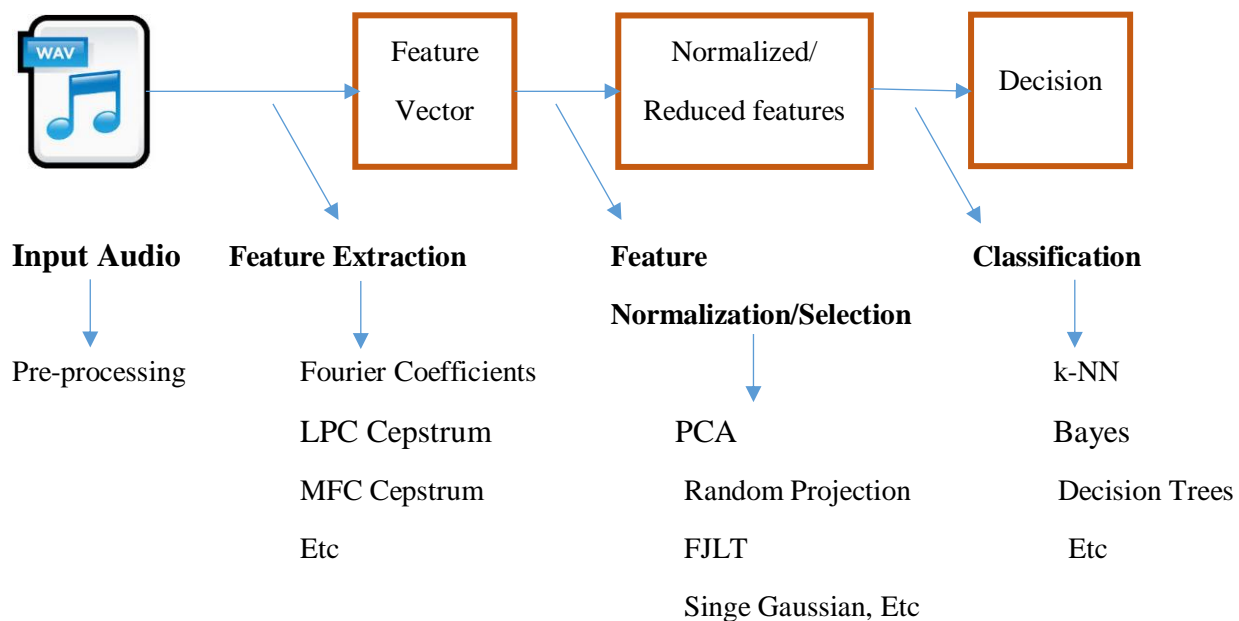 WAV
Feature
Vector
Normalized/
Reduced features
Decision
Input Audio
Feature Extraction
Feature
Normalization/Selection
Classification
Pre-processing
Fourier Coefficients
LPC Cepstrum
MFC Cepstrum
Etc
PCA
Random Projection
FJLT
Singe Gaussian, Etc
k-NN
Bayes
Decision Trees
Etc